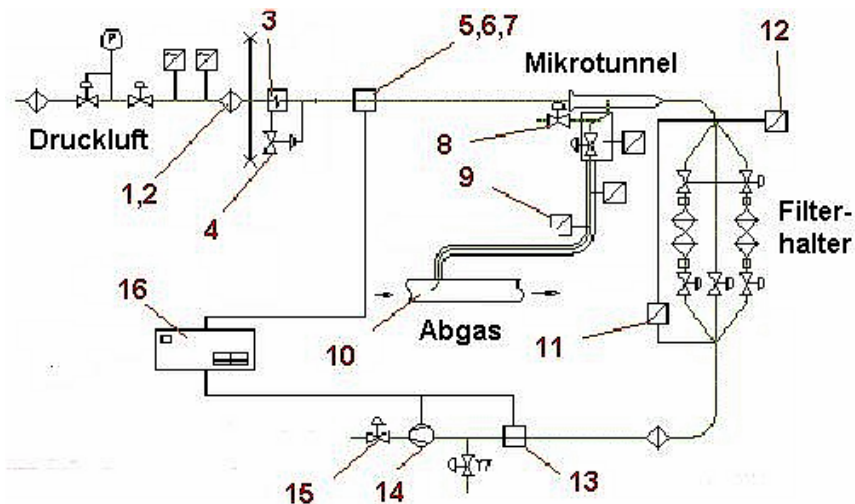 3
5,6,7
12
P
Mikrotunnel
Druckluft
8
1,2
4
9
Filter-
halter
16
10
Abgas
11
15
14
13